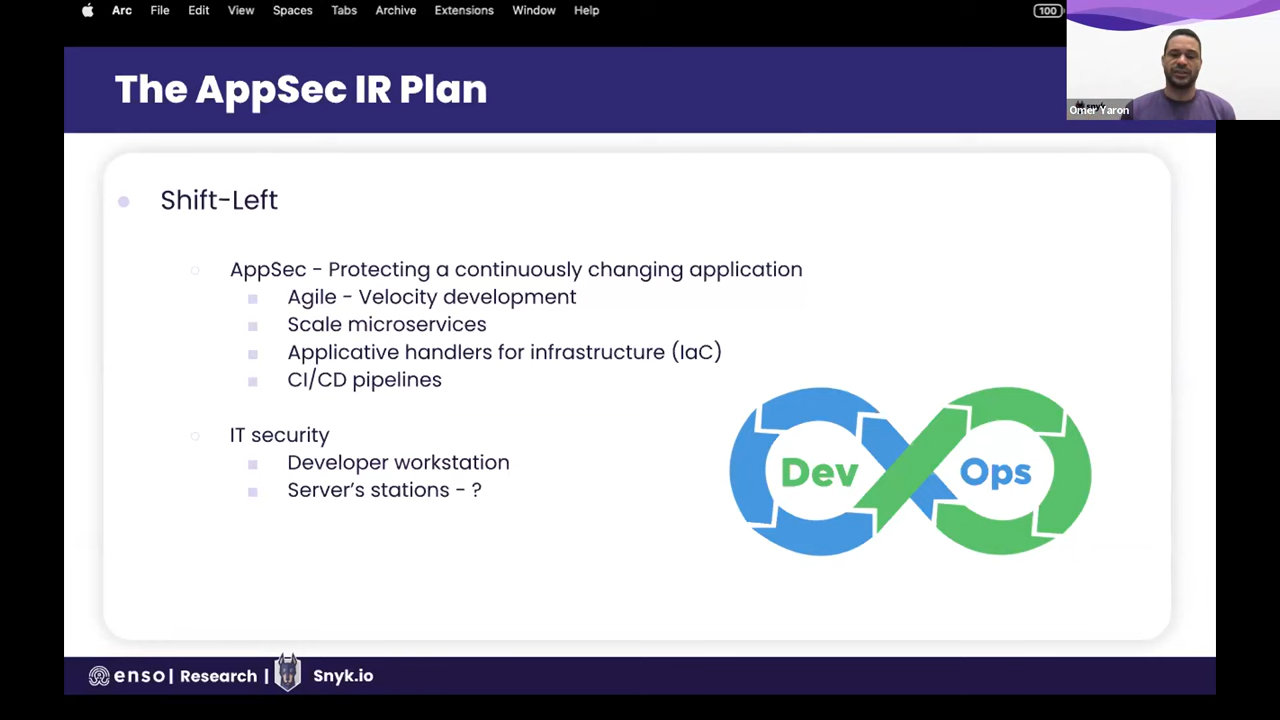 Arc File Edit View Spaces Tabs Archive Extensions Window Help 100
The AppSec IR Plan
Omer Yaron
Shift-Left
AppSec - Protecting a continuously changing application
Agile - Velocity development
Scale microservices
Applicative handlers for infrastructure (IaC)
CI/CD pipelines
IT security
Developer workstation
Server's stations - ?
Dev Ops
enso | Research | Snyk.io